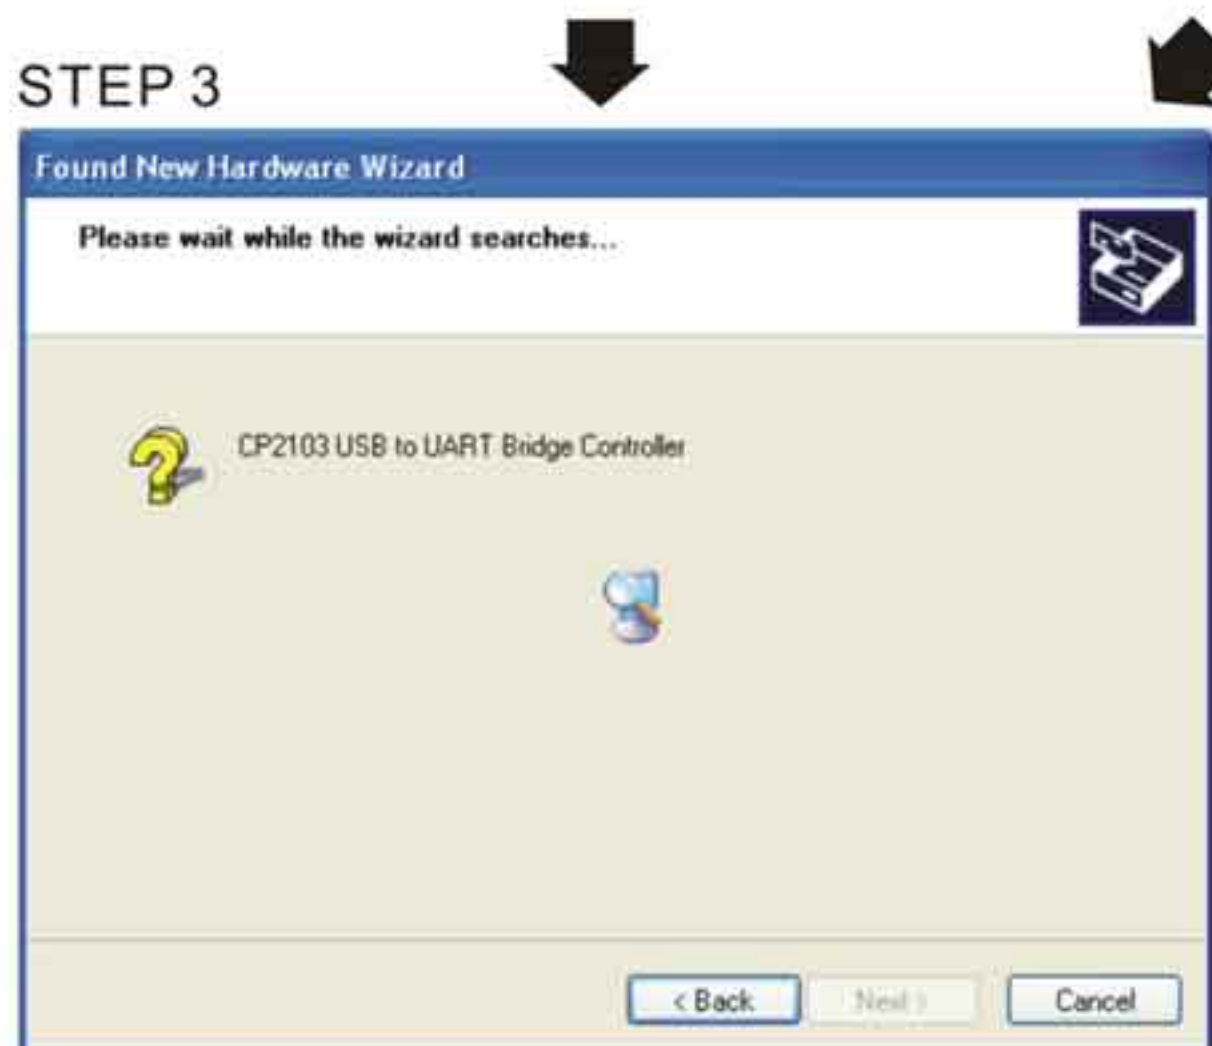 STEP 3
Found New Hardware Wizard
Please wait while the wizard searches...
CP2103 USB to UART Bridge Controller
< Back
Next >
Cancel